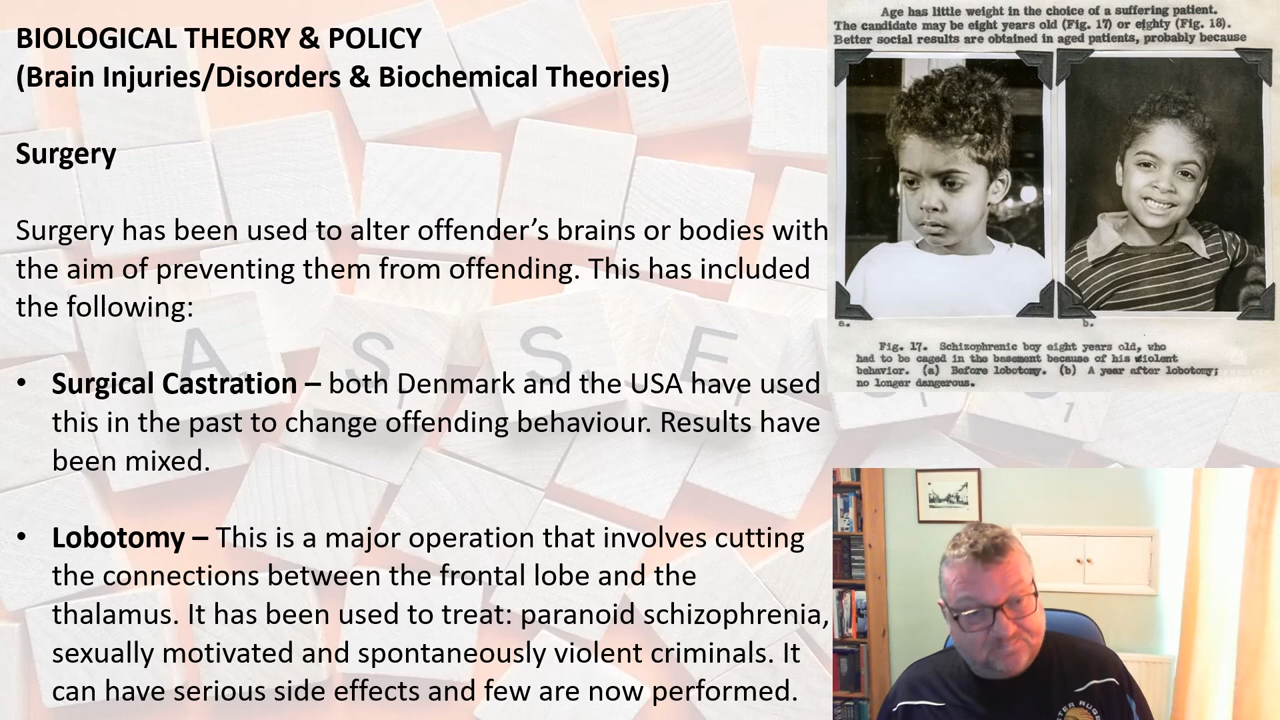 BIOLOGICAL THEORY & POLICY
(Brain Injuries/Disorders & Biochemical Theories)
Surgery
Surgery has been used to alter offender’s brains or bodies with
the aim of preventing them from offending. This has included
the following:
• Surgical Castration – both Denmark and the USA have used
this in the past to change offending behaviour. Results have
been mixed.
• Lobotomy – This is a major operation that involves cutting
the connections between the frontal lobe and the
thalamus. It has been used to treat: paranoid schizophrenia,
sexually motivated and spontaneously violent criminals. It
can have serious side effects and few are now performed.
Age has little weight in the choice of a suffering patient.
The candidate may be eight years old (Fig. 17) or eighty (Fig. 18).
Better social results are obtained in aged patients, probably because
a. b.
Fig. 17. Schizophrenic boy eight years old, who
had to be caged in the basement because of his violent
behavior. (a) Before lobotomy. (b) A year after lobotomy;
no longer dangerous.
A S S E